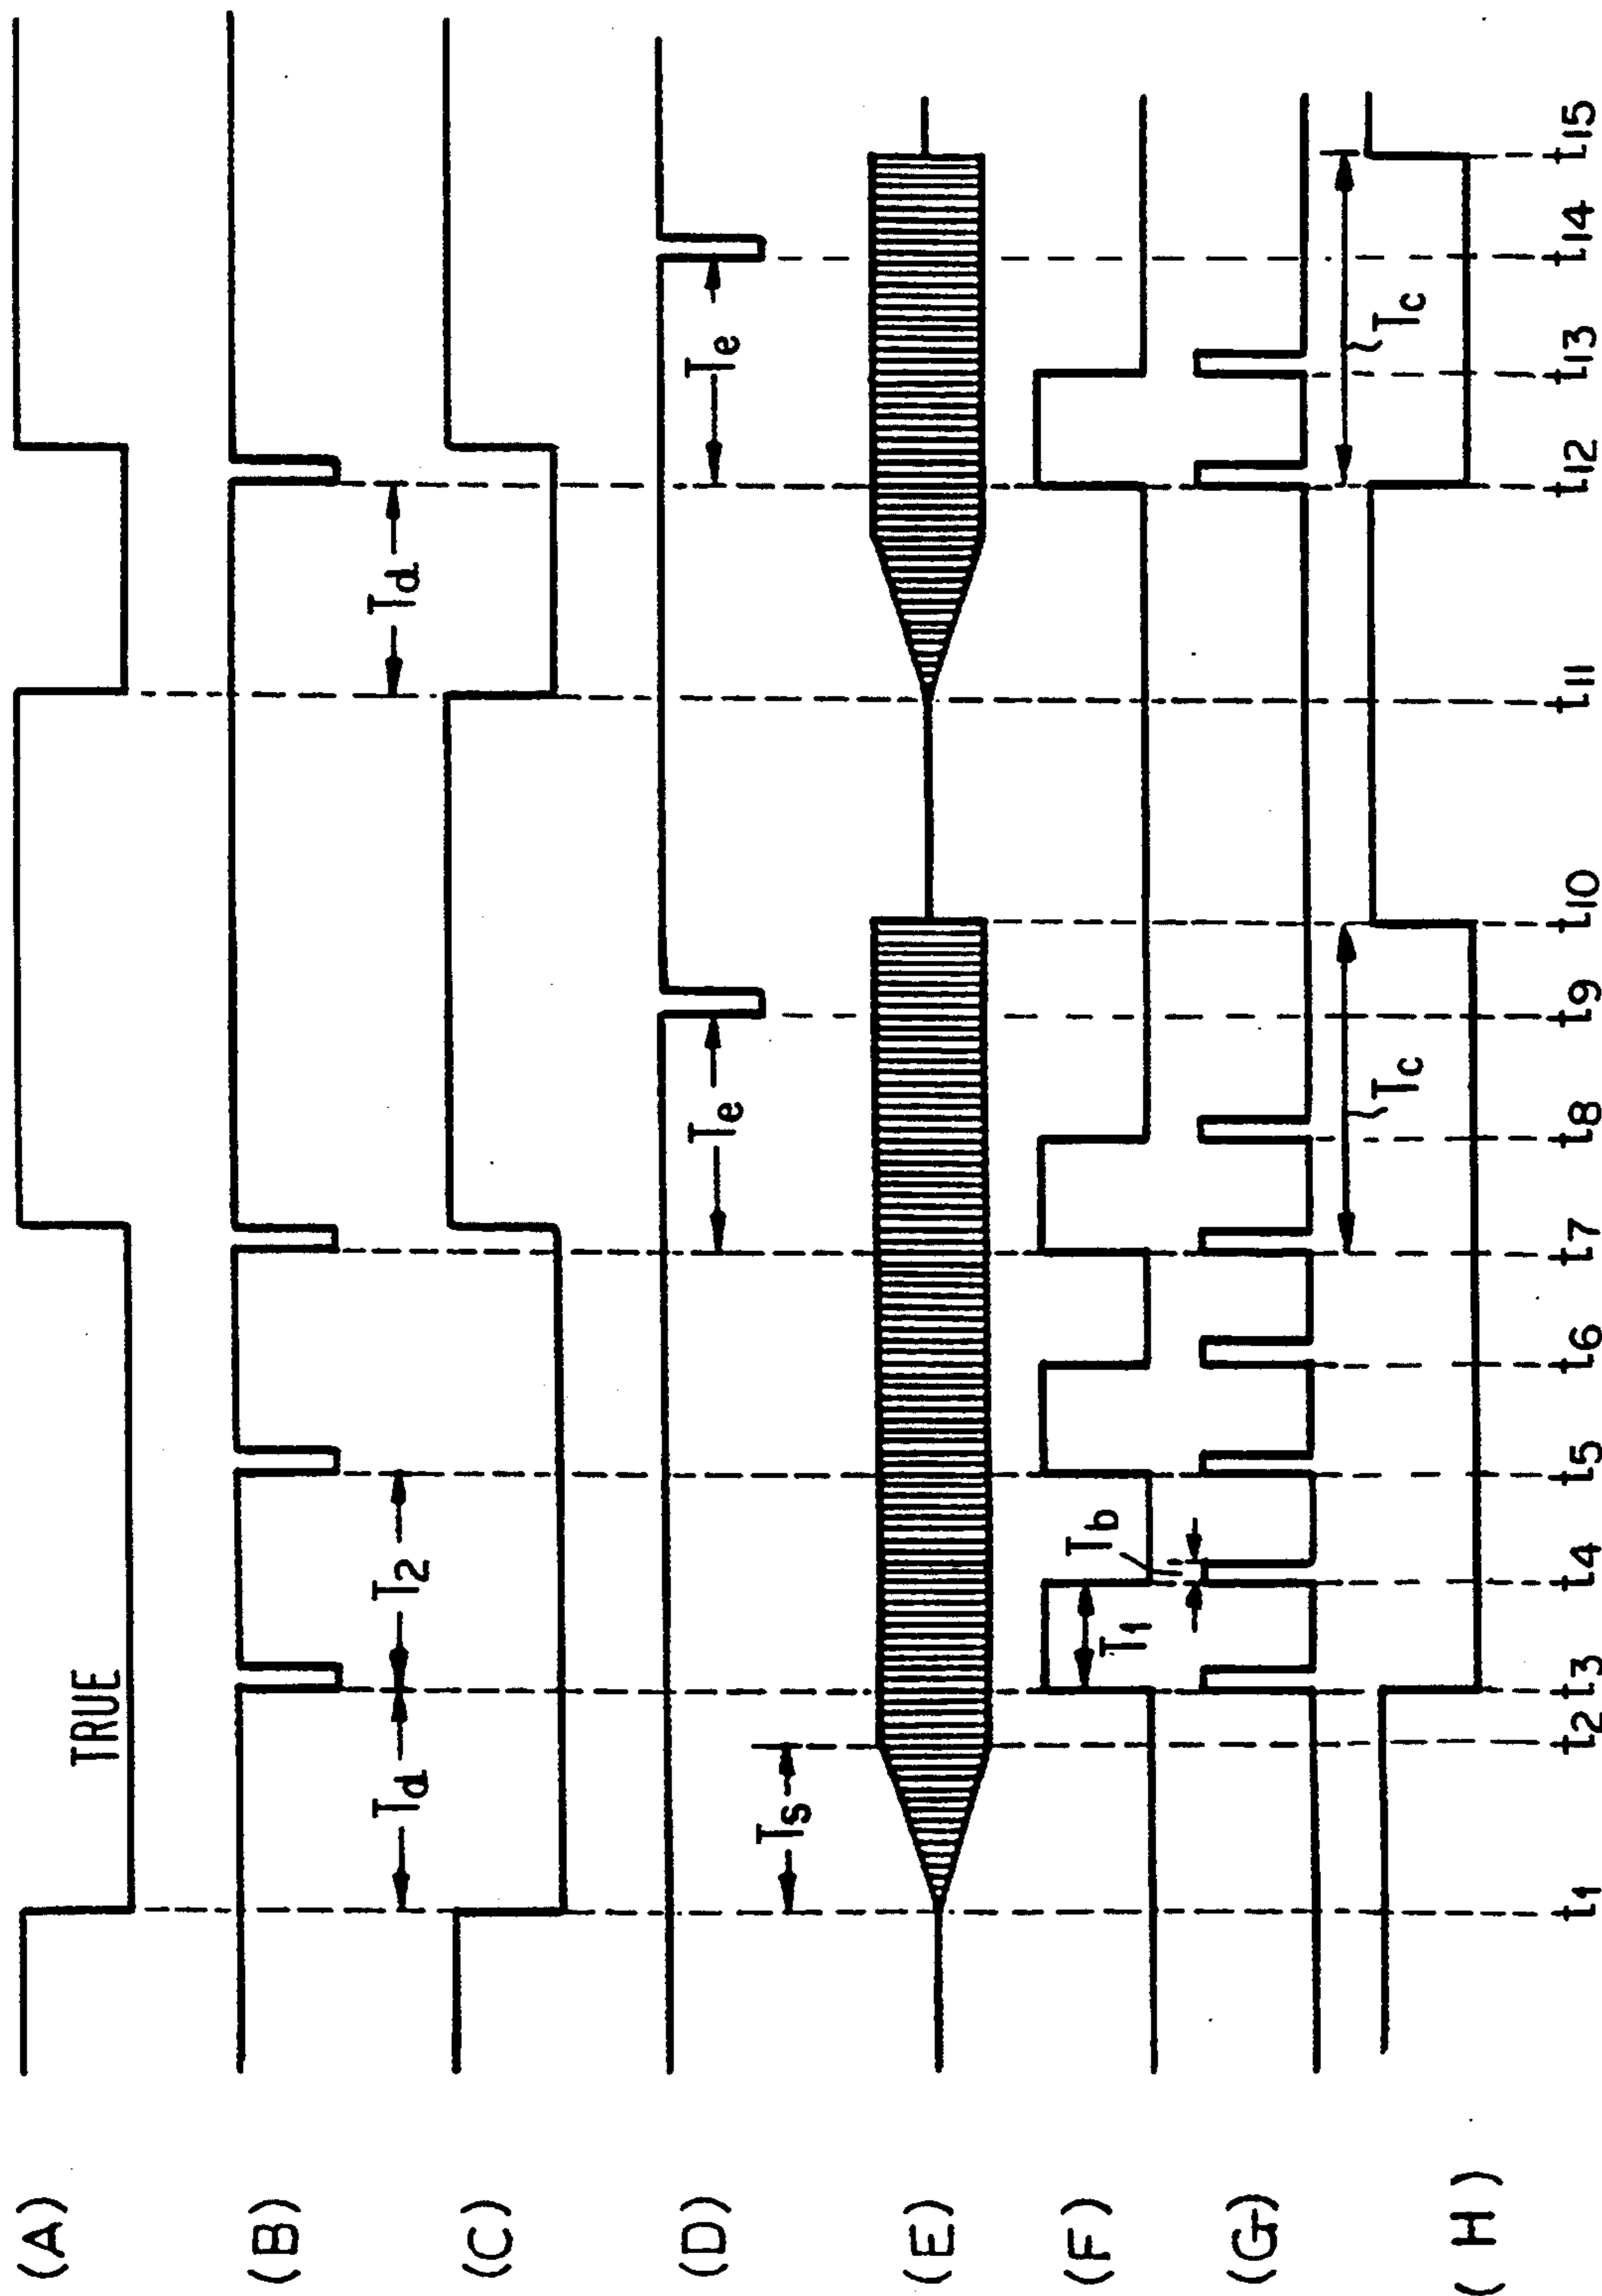 (A)
TRUE
(B)
Td
T2
Td
(C)
(D)
Te
Te
Ts
(E)
(F)
T1
Tb
(G)
(H)
Tc
Tc
t1 t2 t3 t4 t5 t6 t7 t8 t9 t10 t11 t12 t13 t14 t15